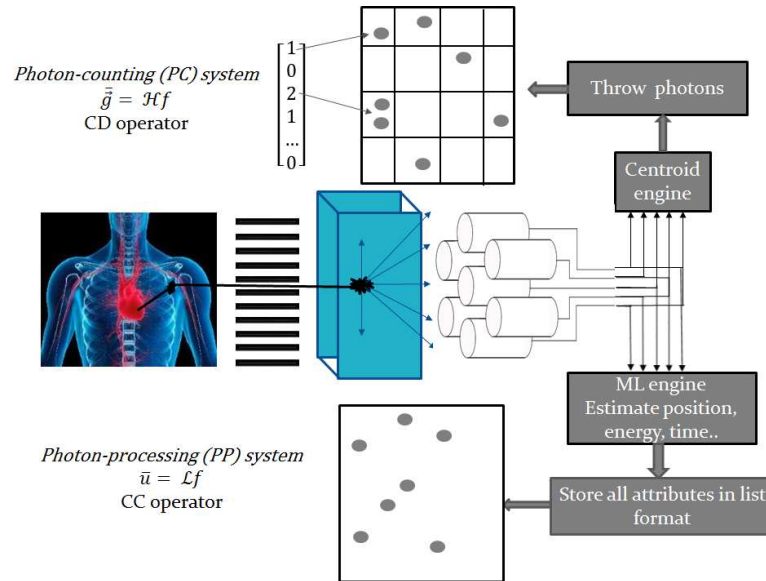 Photon-counting (PC) system
g̅⃗ = ℋf
CD operator
1
0
2
1
...
0
Throw photons
Centroid
engine
ML engine
Estimate position,
energy, time..
Store all attributes in list
format
Photon-processing (PP) system
u̅ = ℒf
CC operator